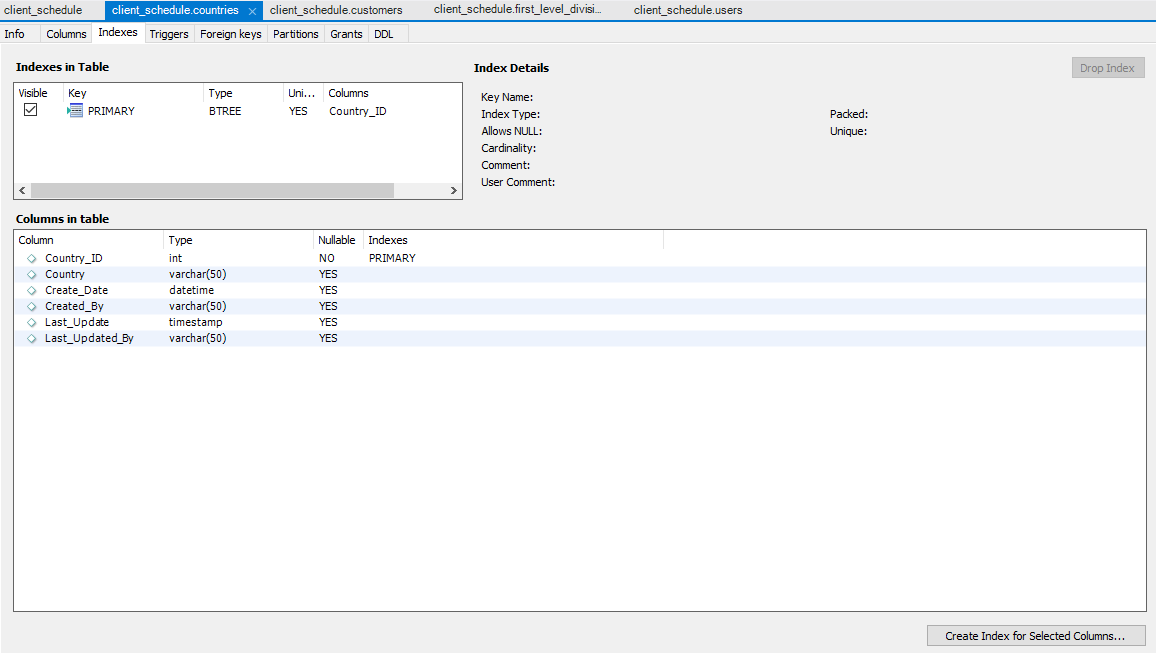 client_schedule client_schedule.countries client_schedule.customers client_schedule.first_level_divisi... client_schedule.users
Info Columns Indexes Triggers Foreign keys Partitions Grants DDL
Indexes in Table
Visible Key Type Uni... Columns
PRIMARY BTREE YES Country_ID
Index Details
Drop Index
Key Name:
Index Type: Packed:
Allows NULL: Unique:
Cardinality:
Comment:
User Comment:
Columns in table
Column Type Nullable Indexes
Country_ID int NO PRIMARY
Country varchar(50) YES
Create_Date datetime YES
Created_By varchar(50) YES
Last_Update timestamp YES
Last_Updated_By varchar(50) YES
Create Index for Selected Columns...